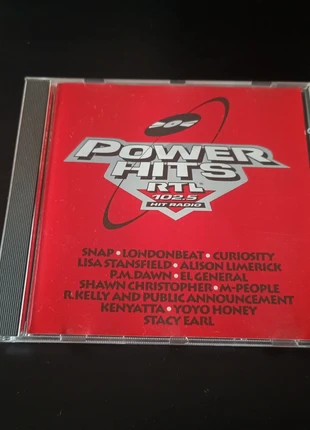 POWER
HITS
RTL
102.5
HIT RADIO
SNAP • LONDONBEAT • CURIOSITY
LISA STANSFIELD • ALISON LIMERICK
P.M. DAWN • EL GENERAL
SHAWN CHRISTOPHER • M-PEOPLE
R. KELLY AND PUBLIC ANNOUNCEMENT
KENYATTA • YOYO HONEY
STACY EARL